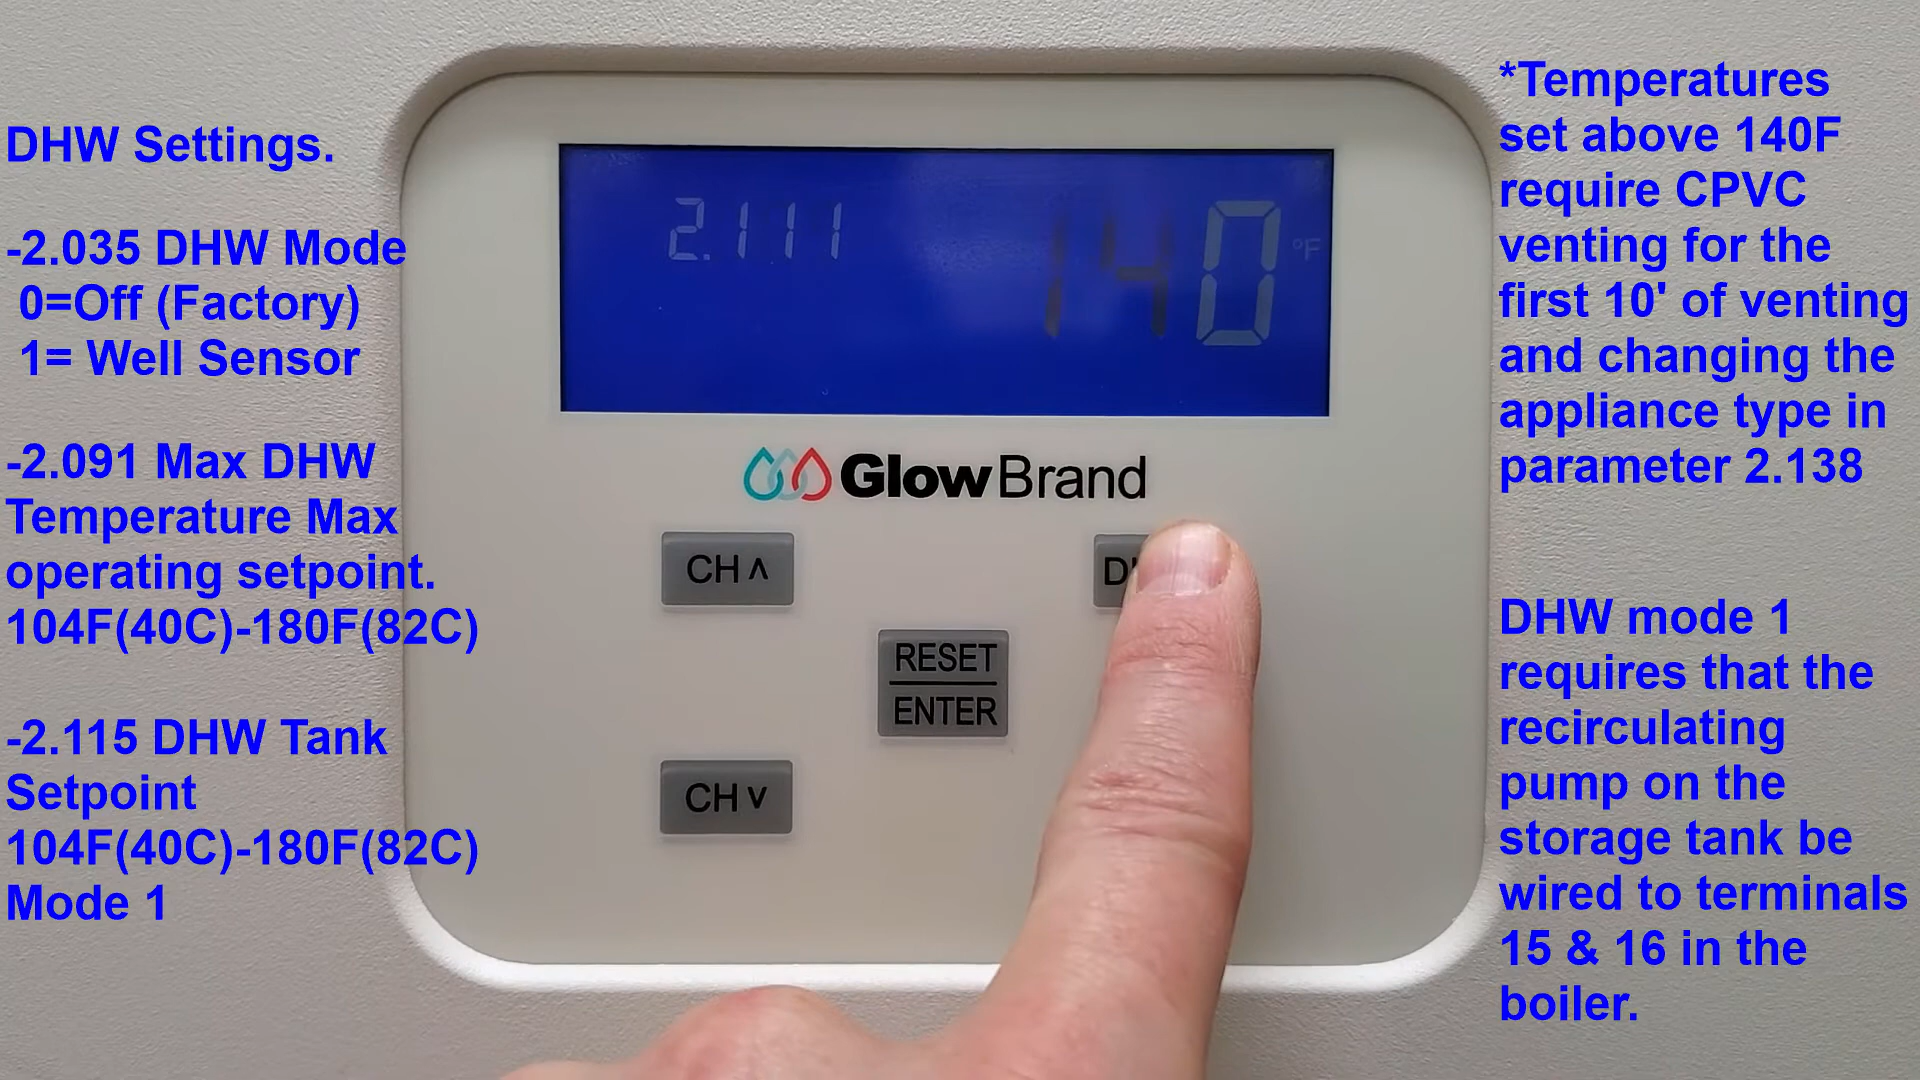 DHW Settings.
-2.035 DHW Mode
0=Off (Factory)
1= Well Sensor
-2.091 Max DHW
Temperature Max
operating setpoint.
104F(40C)-180F(82C)
-2.115 DHW Tank
Setpoint
104F(40C)-180F(82C)
Mode 1
2.111
140 °F
GlowBrand
CH ∧
RESET
ENTER
CH ∨
*Temperatures
set above 140F
require CPVC
venting for the
first 10' of venting
and changing the
appliance type in
parameter 2.138
DHW mode 1
requires that the
recirculating
pump on the
storage tank be
wired to terminals
15 & 16 in the
boiler.